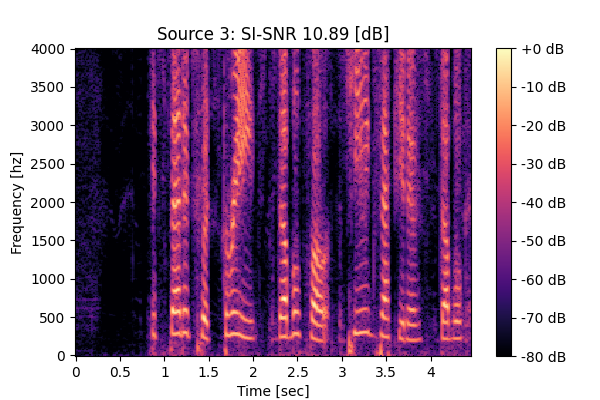 Source 3: SI-SNR 10.89 [dB]
4000
3500
3000
2500
2000
1500
1000
500
0
Frequency [hz]
0 0.5 1 1.5 2 2.5 3 3.5 4
Time [sec]
+0 dB
-10 dB
-20 dB
-30 dB
-40 dB
-50 dB
-60 dB
-70 dB
-80 dB